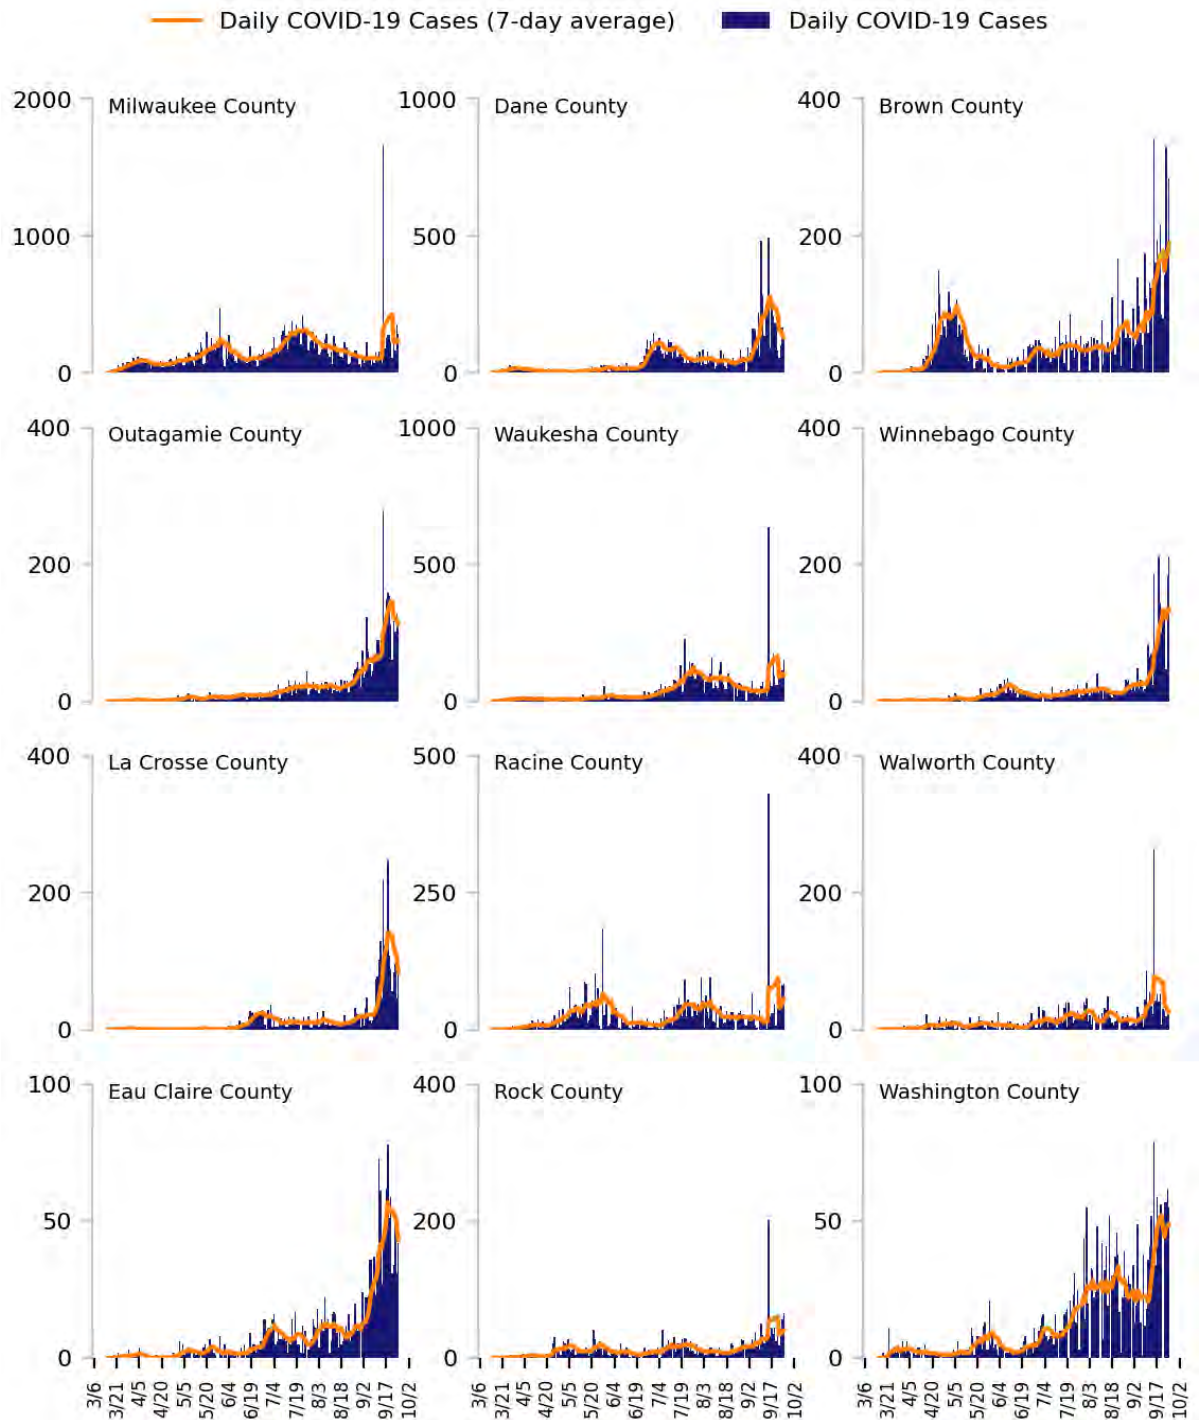 Daily COVID-19 Cases (7-day average) Daily COVID-19 Cases
2000 Milwaukee County 1000 Dane County 400 Brown County
1000 500 200
0 0 0
400 Outagamie County 1000 Waukesha County 400 Winnebago County
200 500 200
0 0 0
400 La Crosse County 500 Racine County 400 Walworth County
200 250 200
0 0 0
100 Eau Claire County 400 Rock County 100 Washington County
50 200 50
0 0 0
3/6 3/21 4/5 4/20 5/5 5/20 6/4 6/19 7/4 7/19 8/3 8/18 9/2 9/17 10/2 3/6 3/21 4/5 4/20 5/5 5/20 6/4 6/19 7/4 7/19 8/3 8/18 9/2 9/17 10/2 3/6 3/21 4/5 4/20 5/5 5/20 6/4 6/19 7/4 7/19 8/3 8/18 9/2 9/17 10/2